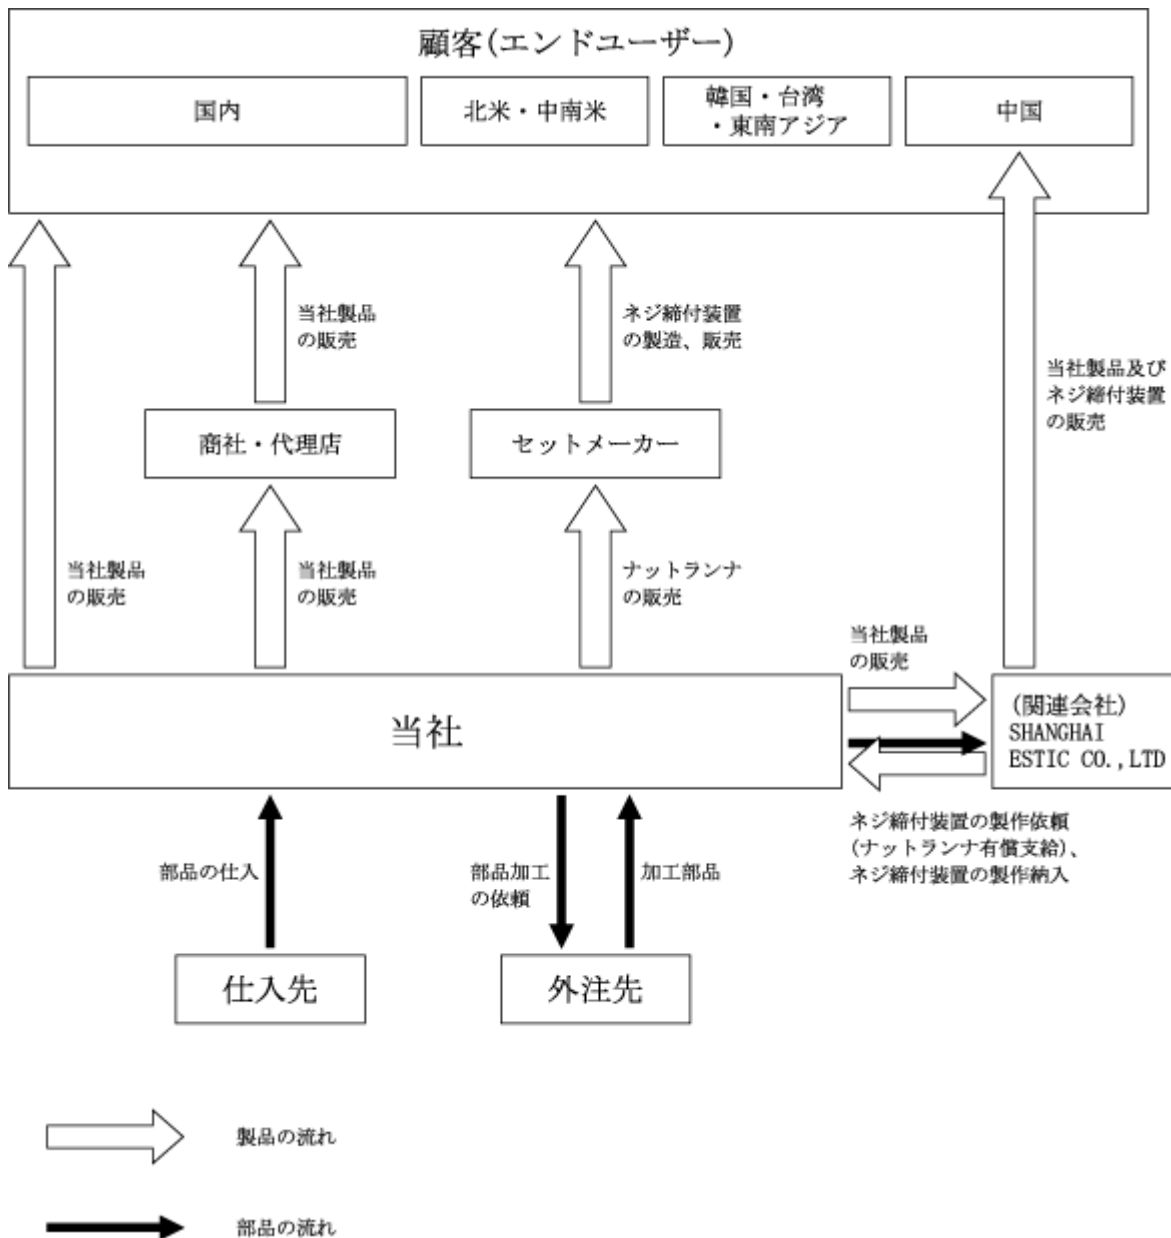 顧客(エンドユーザー)
国内
北米・中南米
韓国・台湾
・東南アジア
中国
当社製品
の販売
ネジ締付装置
の製造、販売
当社製品及び
ネジ締付装置
の販売
商社・代理店
セットメーカー
当社製品
の販売
当社製品
の販売
ナットランナ
の販売
当社製品
の販売
当社
(関連会社)
SHANGHAI
ESTIC CO.,LTD
ネジ締付装置の製作依頼
(ナットランナ有償支給)、
ネジ締付装置の製作納入
部品の仕入
部品加工
の依頼
加工部品
仕入先
外注先
製品の流れ
部品の流れ